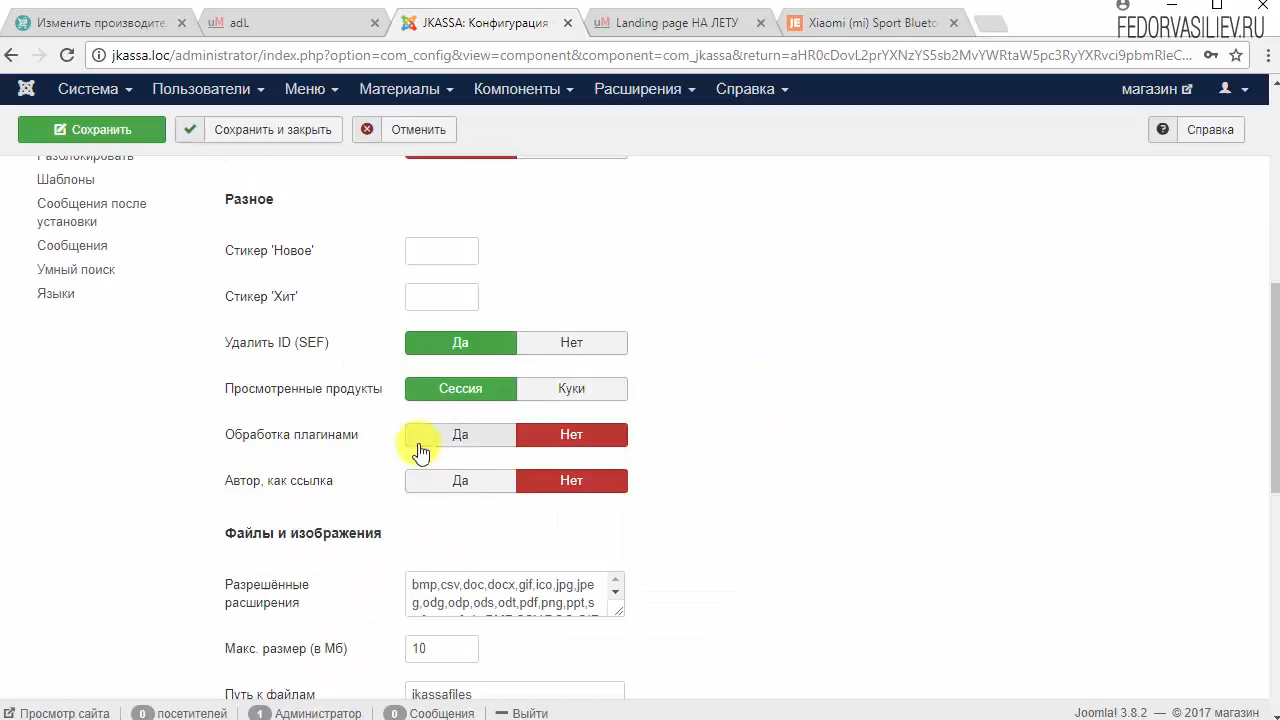 Изменить производите
adL
JKASSA: Конфигурация
Landing page НА ЛЕТУ
Xiaomi (mi) Sport Blueto
FEDORVASILIEV.RU
jkassa.loc/administrator/index.php?option=com_config&view=component&component=com_jkassa&return=aHR0cDovL2prYXNzYS5sb2MvYWRtaW5pc3RyYXRvci9pbmRleC...
Система Пользователи Меню Материалы Компоненты Расширения Справка магазин
Сохранить Сохранить и закрыть Отменить Справка
Разблокировать
Шаблоны
Сообщения после
установки
Сообщения
Умный поиск
Языки
Разное
Стикер 'Новое'
Стикер 'Хит'
Удалить ID (SEF) Да Нет
Просмотренные продукты Сессия Куки
Обработка плагинами Да Нет
Автор, как ссылка Да Нет
Файлы и изображения
Разрешённые
расширения
bmp,csv,doc,docx,gif,ico,jpg,jpe
g,odg,odp,ods,odt,pdf,png,ppt,s
Макс. размер (в Мб) 10
Путь к файлам jkassafiles
Просмотр сайта 0 посетителей 1 Администратор 0 Сообщения Выйти
Joomla! 3.8.2 — © 2017 магазин